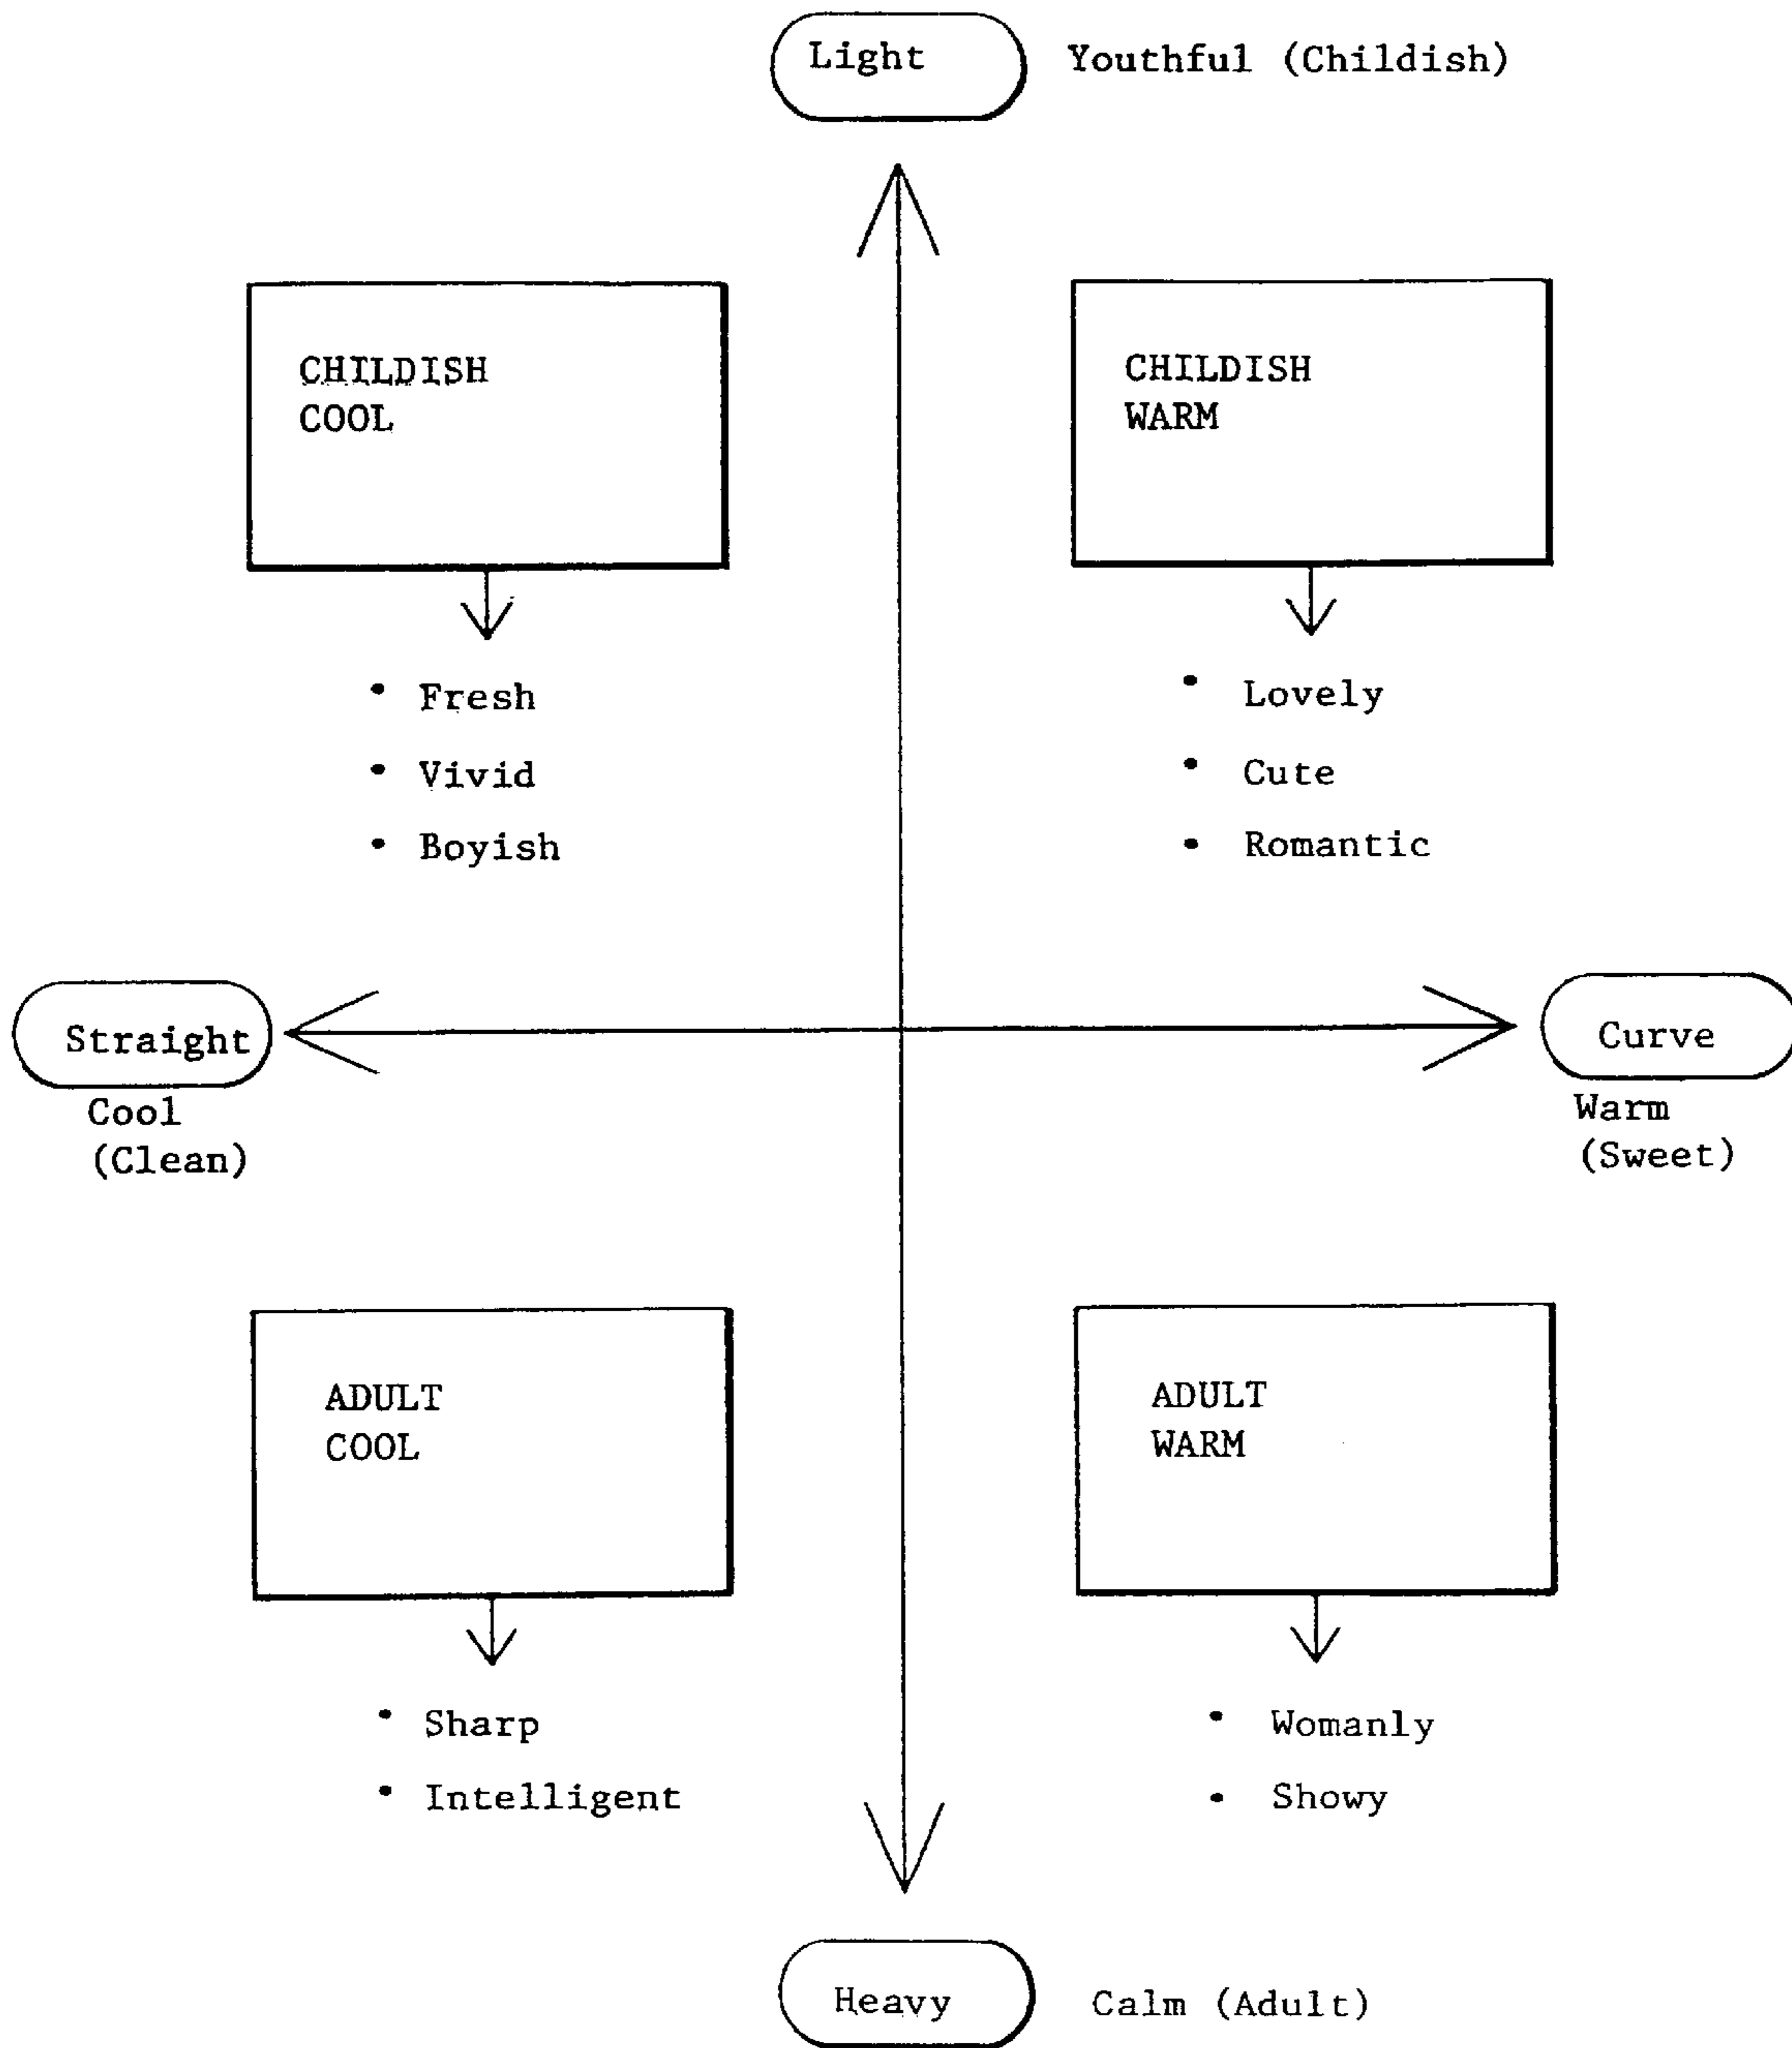 Light Youthful (Childish)
CHILDISH
COOL
CHILDISH
WARM
• Fresh
• Vivid
• Boyish
• Lovely
• Cute
• Romantic
Straight
Cool
(Clean)
Curve
Warm
(Sweet)
ADULT
COOL
ADULT
WARM
• Sharp
• Intelligent
• Womanly
• Showy
Heavy Calm (Adult)